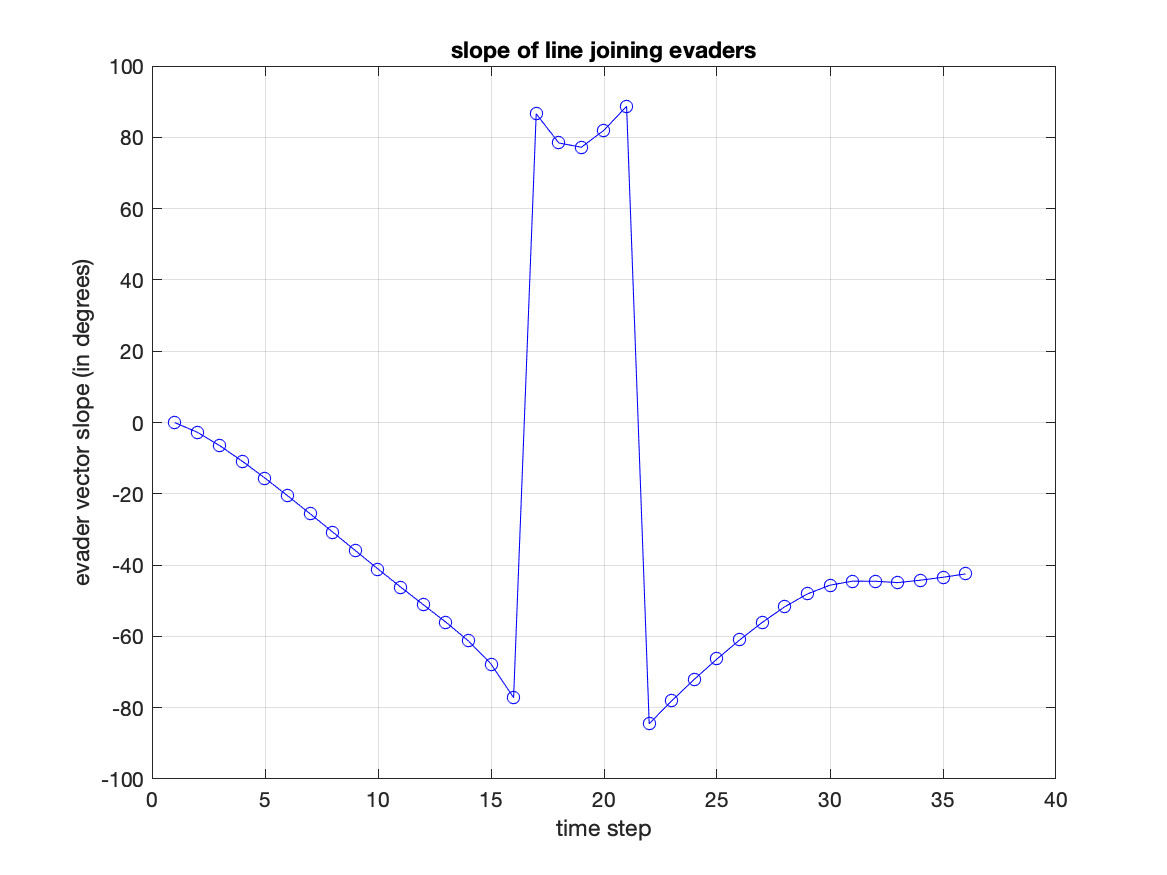 slope of line joining evaders
100
80
60
40
20
0
-20
-40
-60
-80
-100
evader vector slope (in degrees)
0 5 10 15 20 25 30 35 40
time step